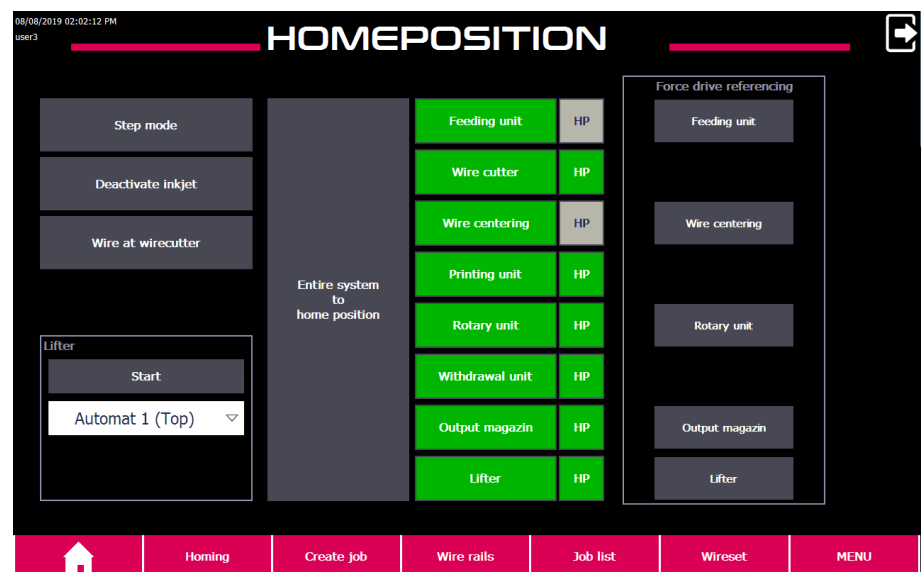 08/08/2019 02:02:12 PM
user3
HOMEPOSITION
Force drive referencing
Step mode
Deactivate inkjet
Wire at wirecutter
Lifter
Start
Automat 1 (Top)
Entire system
to
home position
Feeding unit HP
Wire cutter HP
Wire centering HP
Printing unit HP
Rotary unit HP
Withdrawal unit HP
Output magazin HP
Lifter HP
Feeding unit
Wire centering
Rotary unit
Output magazin
Lifter
Homing Create job Wire rails Job list Wireset MENU